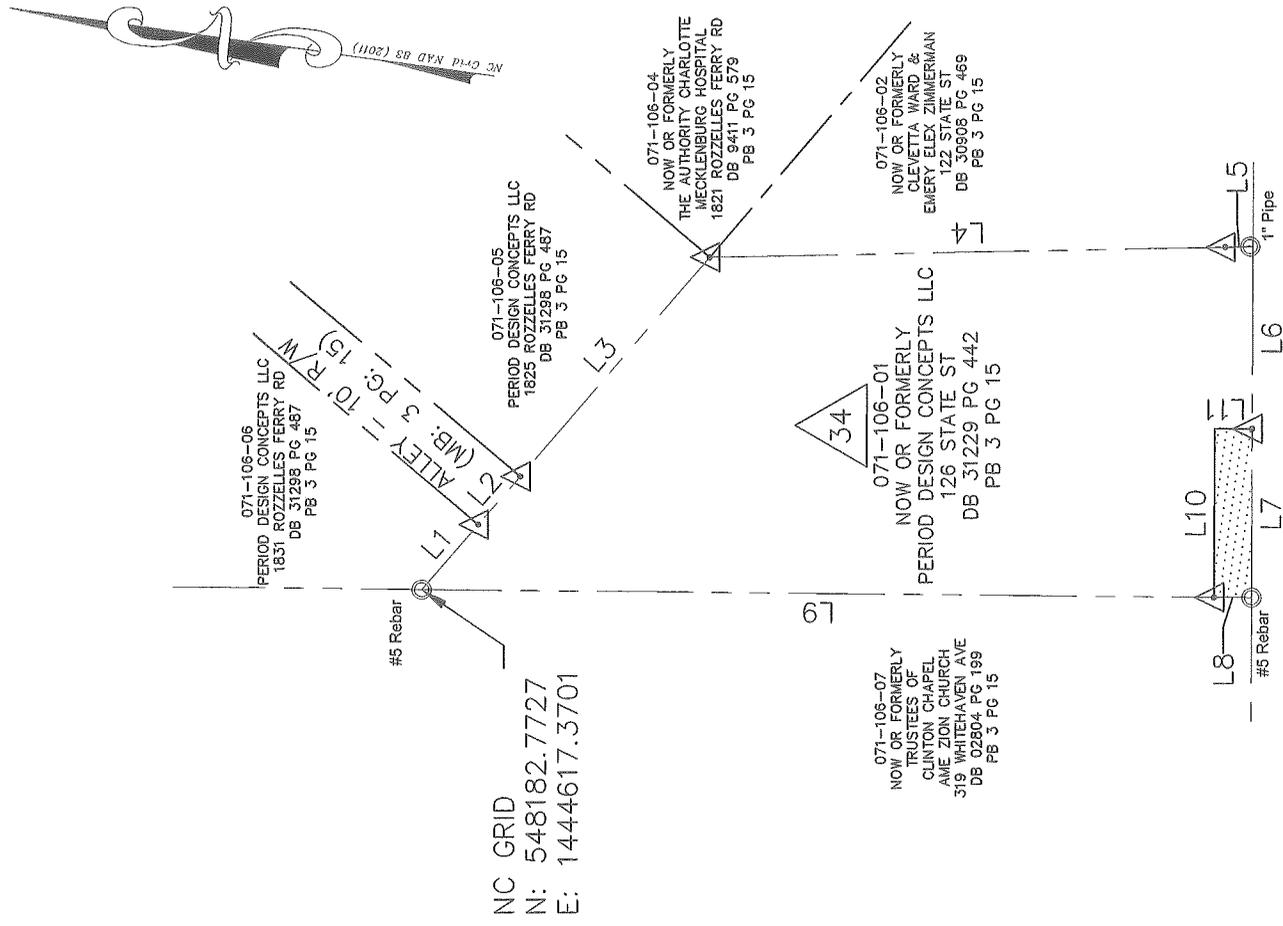 NC Grid NAD 83 (2011)
071-106-04
NOW OR FORMERLY
THE AUTHORITY CHARLOTTE
MECKLENBURG HOSPITAL
1821 ROZZELLES FERRY RD
DB 9411 PG 579
PB 3 PG 15
071-106-02
NOW OR FORMERLY
CLEVETTA WARD &
EMERY ELEX ZIMMERMAN
122 STATE ST
DB 30908 PG 469
PB 3 PG 15
071-106-05
PERIOD DESIGN CONCEPTS LLC
1825 ROZZELLES FERRY RD
DB 31298 PG 487
PB 3 PG 15
071-106-06
PERIOD DESIGN CONCEPTS LLC
1831 ROZZELLES FERRY RD
DB 31298 PG 487
PB 3 PG 15
ALLEY - 10' R/W
(MB: 3 PG: 15)
L1
L2
L3
L4
L5
1" Pipe
L6
34
071-106-01
NOW OR FORMERLY
PERIOD DESIGN CONCEPTS LLC
126 STATE ST
DB 31229 PG 442
PB 3 PG 15
L11
L10
L7
L9
L8
#5 Rebar
#5 Rebar
071-106-07
NOW OR FORMERLY
TRUSTEES OF
CLINTON CHAPEL
AME ZION CHURCH
319 WHITEHAVEN AVE
DB 02804 PG 199
PB 3 PG 15
NC GRID
N: 548182.7727
E: 1444617.3701